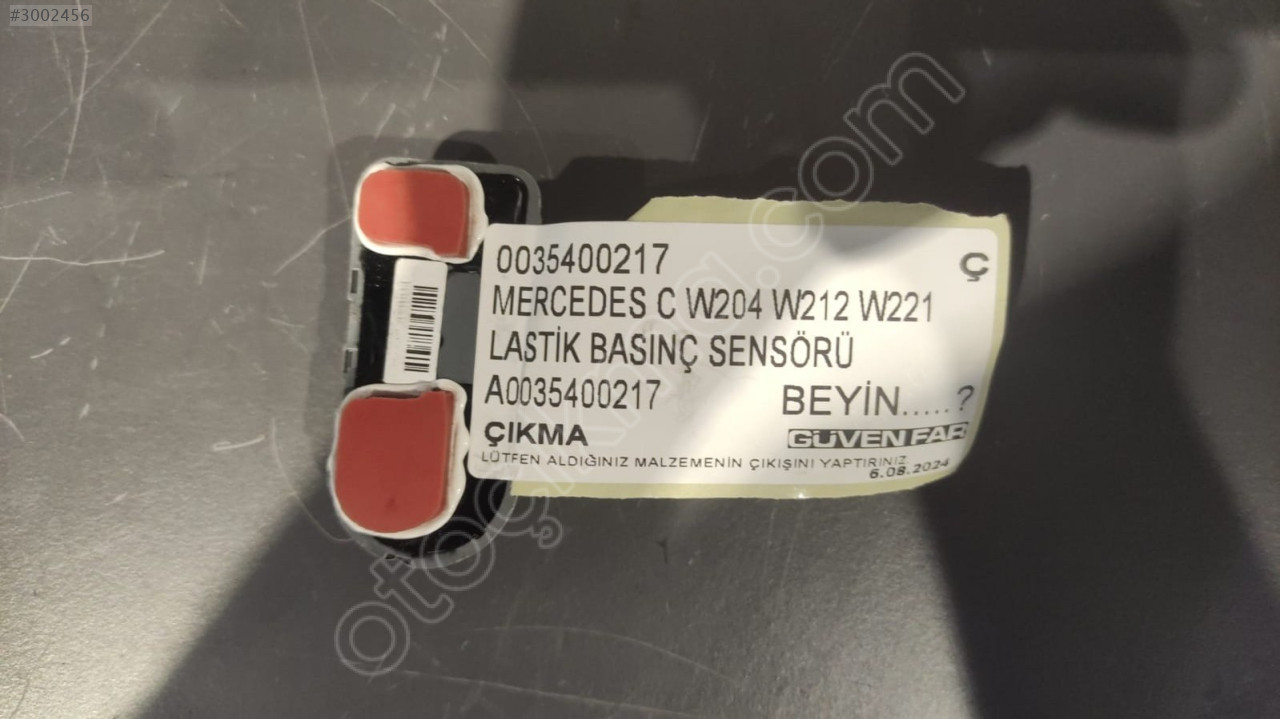 #3002456
0035400217
Ç
MERCEDES C W204 W212 W221
LASTİK BASINÇ SENSÖRÜ
A0035400217
BEYİN.....?
ÇIKMA
GÜVEN FAR
LÜTFEN ALDIĞINIZ MALZEMENİN ÇIKIŞINI YAPTIRINIZ
6.08.2024
otoçıkma.com